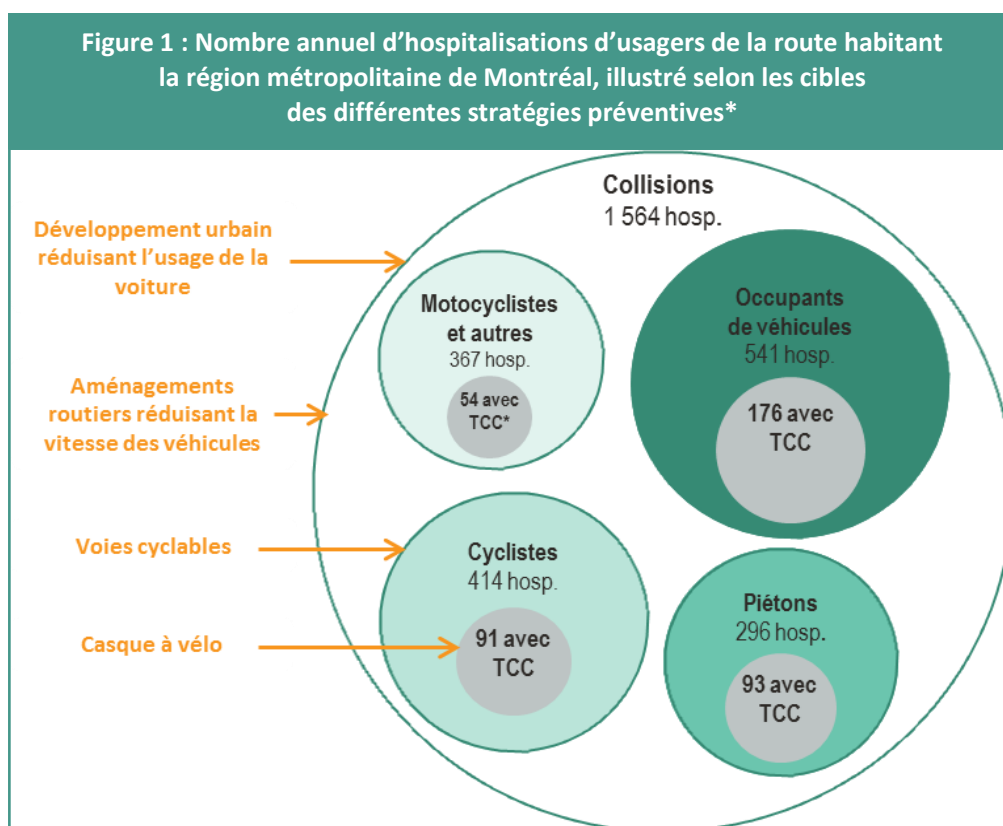 Figure 1 : Nombre annuel d’hospitalisations d’usagers de la route habitant
la région métropolitaine de Montréal, illustré selon les cibles
des différentes stratégies préventives*
Collisions
1 564 hosp.
Développement urbain
réduisant l’usage de la
voiture
Motocyclistes
et autres
367 hosp.
54 avec
TCC*
Occupants
de véhicules
541 hosp.
176 avec
TCC
Aménagements
routiers réduisant la
vitesse des véhicules
Voies cyclables
Cyclistes
414 hosp.
Casque à vélo
91 avec
TCC
Piétons
296 hosp.
93 avec
TCC